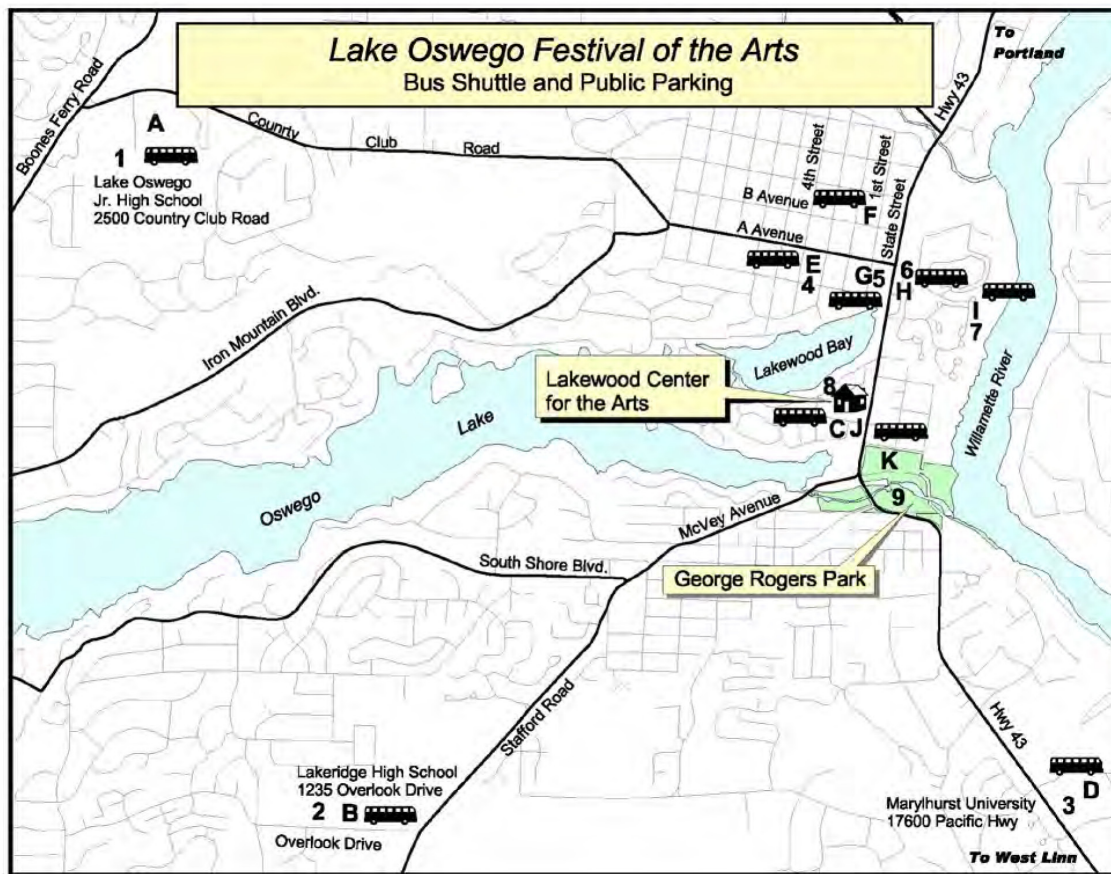 Lake Oswego Festival of the Arts
Bus Shuttle and Public Parking
To
Portland
Hwy 43
Boones Ferry Road
A
1
Lake Oswego
Jr. High School
2500 Country Club Road
Counrty
Club
Road
4th Street
1st Street
B Avenue
F
State Street
A Avenue
E
4
G5
6
H
I
7
Iron Mountain Blvd.
Lakewood Bay
Willamette River
Lakewood Center
for the Arts
8
C J
Lake
Oswego
K
9
McVey Avenue
South Shore Blvd.
George Rogers Park
Stafford Road
Hwy 43
Lakeridge High School
1235 Overlook Drive
2 B
Overlook Drive
D
3
Marylhurst University
17600 Pacific Hwy
To West Linn